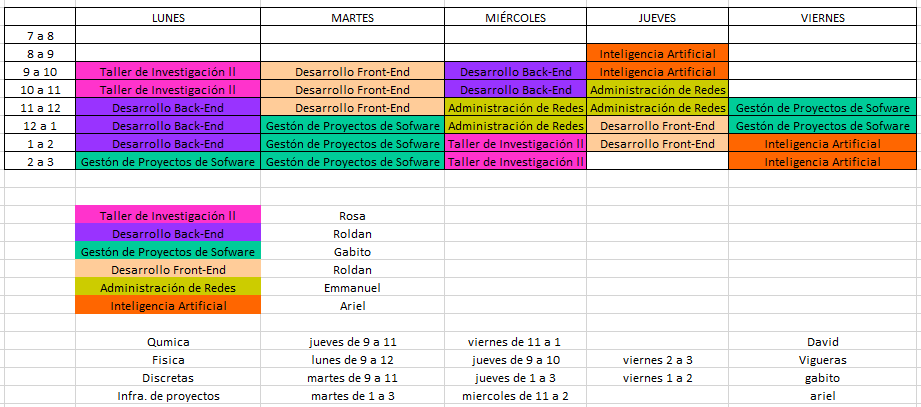 LUNES MARTES MIÉRCOLES JUEVES VIERNES
7 a 8
8 a 9 Inteligencia Artificial
9 a 10 Taller de Investigación II Desarrollo Front-End Desarrollo Back-End Inteligencia Artificial
10 a 11 Taller de Investigación II Desarrollo Front-End Desarrollo Back-End Administración de Redes
11 a 12 Desarrollo Back-End Desarrollo Front-End Administración de Redes Administración de Redes Gestón de Proyectos de Sofware
12 a 1 Desarrollo Back-End Gestón de Proyectos de Sofware Administración de Redes Desarrollo Front-End Gestón de Proyectos de Sofware
1 a 2 Desarrollo Back-End Gestón de Proyectos de Sofware Taller de Investigación II Desarrollo Front-End Inteligencia Artificial
2 a 3 Gestón de Proyectos de Sofware Gestón de Proyectos de Sofware Taller de Investigación II Inteligencia Artificial
Taller de Investigación II Rosa
Desarrollo Back-End Roldan
Gestón de Proyectos de Sofware Gabito
Desarrollo Front-End Roldan
Administración de Redes Emmanuel
Inteligencia Artificial Ariel
Qumica jueves de 9 a 11 viernes de 11 a 1 David
Fisica lunes de 9 a 12 jueves de 9 a 10 viernes 2 a 3 Vigueras
Discretas martes de 9 a 11 jueves de 1 a 3 viernes 1 a 2 gabito
Infra. de proyectos martes de 1 a 3 miercoles de 11 a 2 ariel